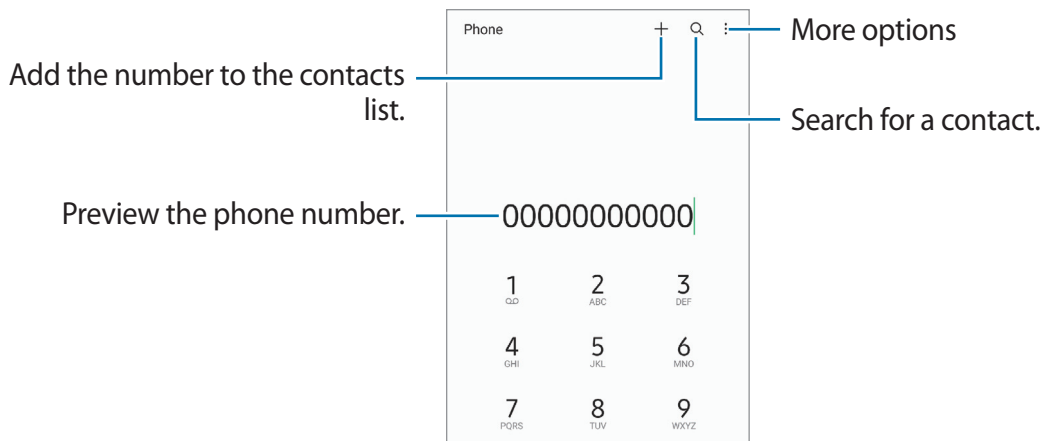 Phone
More options
Add the number to the contacts
list.
Search for a contact.
Preview the phone number.
00000000000
1 2 3
ABC DEF
4 5 6
GHI JKL MNO
7 8 9
PQRS TUV WXYZ